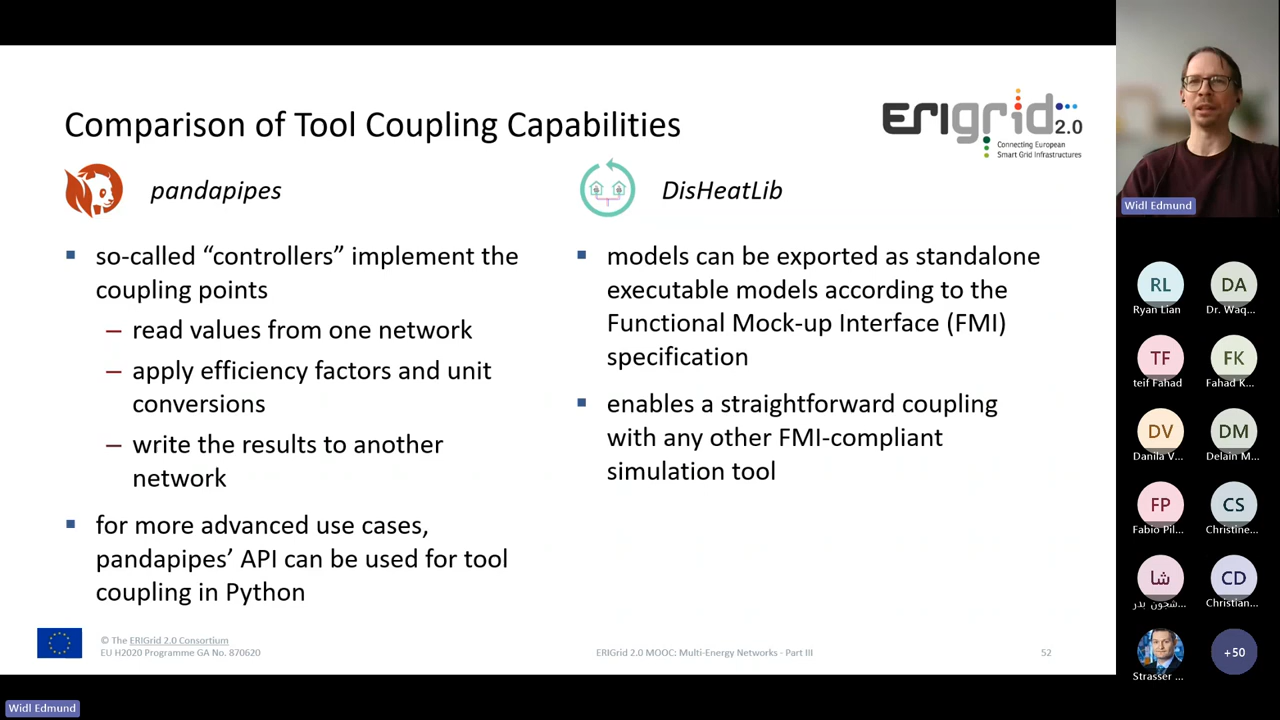 Comparison of Tool Coupling Capabilities
ERIgrid 2.0
Connecting European
Smart Grid Infrastructures
pandapipes
so-called “controllers” implement the
coupling points
– read values from one network
– apply efficiency factors and unit
conversions
– write the results to another
network
for more advanced use cases,
pandapipes’ API can be used for tool
coupling in Python
DisHeatLib
models can be exported as standalone
executable models according to the
Functional Mock-up Interface (FMI)
specification
enables a straightforward coupling
with any other FMI-compliant
simulation tool
© The ERIGrid 2.0 Consortium
EU H2020 Programme GA No. 870620
ERIGrid 2.0 MOOC: Multi-Energy Networks - Part III
52
Widl Edmund
Widl Edmund
RL
Ryan Lian
DA
Dr. Waq...
TF
teif Fahad
FK
Fahad K...
DV
Danila V...
DM
Delain M...
FP
Fabio Pil...
CS
Christine...
شا
شجون بدر...
CD
Christian...
Strasser ...
+50